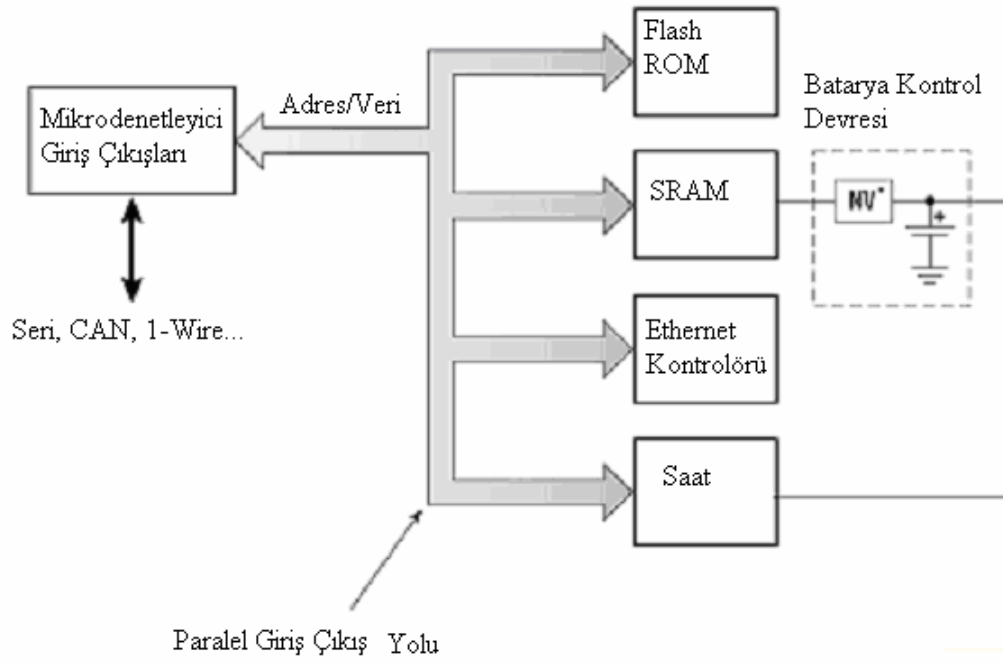 Flash
ROM
Batarya Kontrol
Devresi
Adres/Veri
Mikrodenetleyici
Giriş Çıkışları
SRAM
NV*
+
Seri, CAN, 1-Wire...
Ethernet
Kontrolörü
Saat
Paralel Giriş Çıkış Yolu